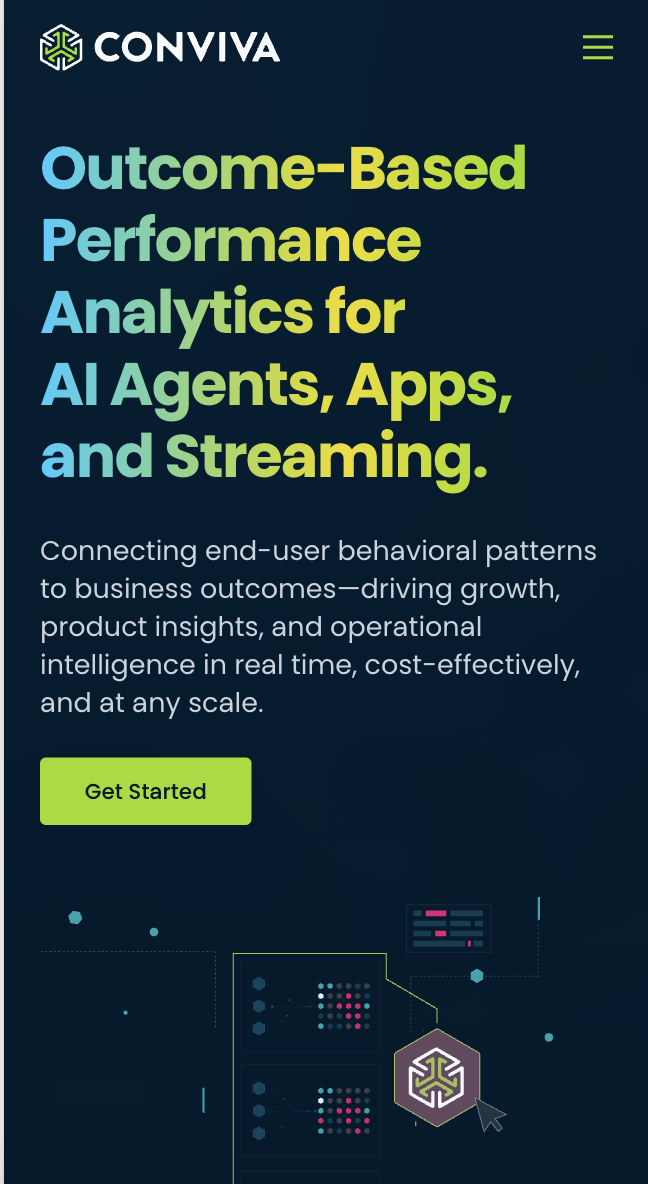 CONVIVA
Outcome-Based
Performance
Analytics for
AI Agents, Apps,
and Streaming.
Connecting end-user behavioral patterns
to business outcomes—driving growth,
product insights, and operational
intelligence in real time, cost-effectively,
and at any scale.
Get Started